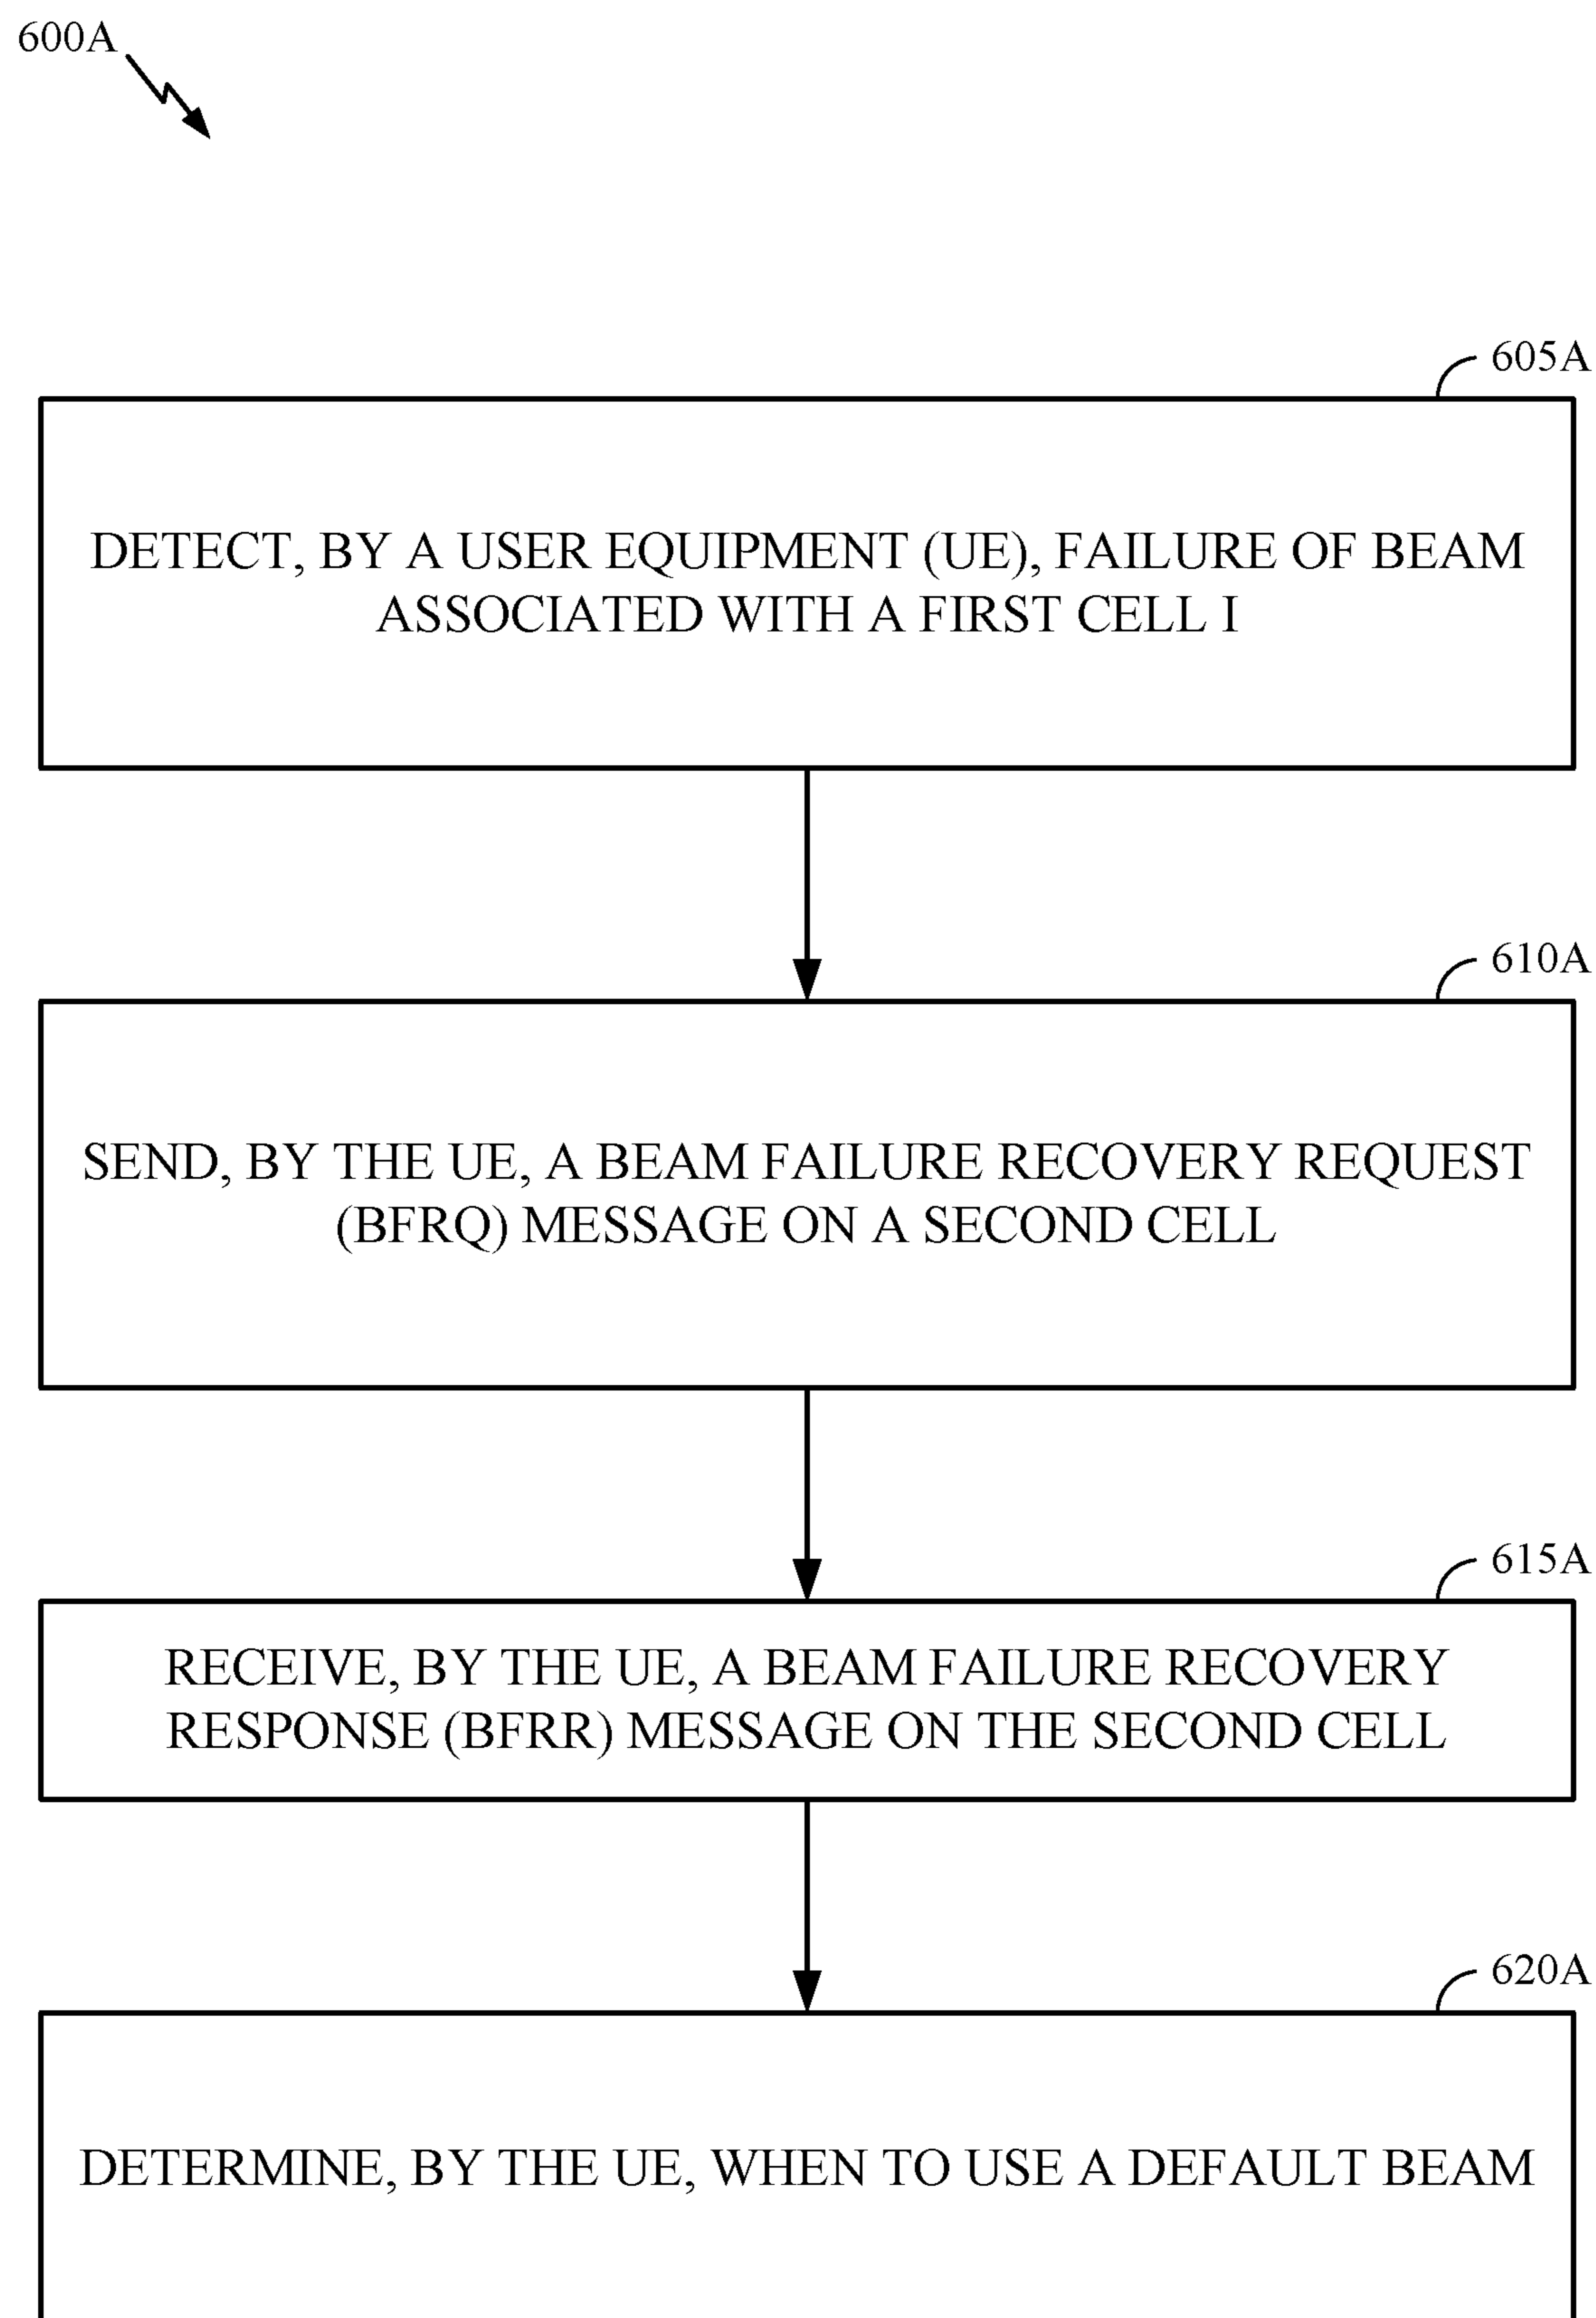 600A
605A
DETECT, BY A USER EQUIPMENT (UE), FAILURE OF BEAM
ASSOCIATED WITH A FIRST CELL I
610A
SEND, BY THE UE, A BEAM FAILURE RECOVERY REQUEST
(BFRQ) MESSAGE ON A SECOND CELL
615A
RECEIVE, BY THE UE, A BEAM FAILURE RECOVERY
RESPONSE (BFRR) MESSAGE ON THE SECOND CELL
620A
DETERMINE, BY THE UE, WHEN TO USE A DEFAULT BEAM